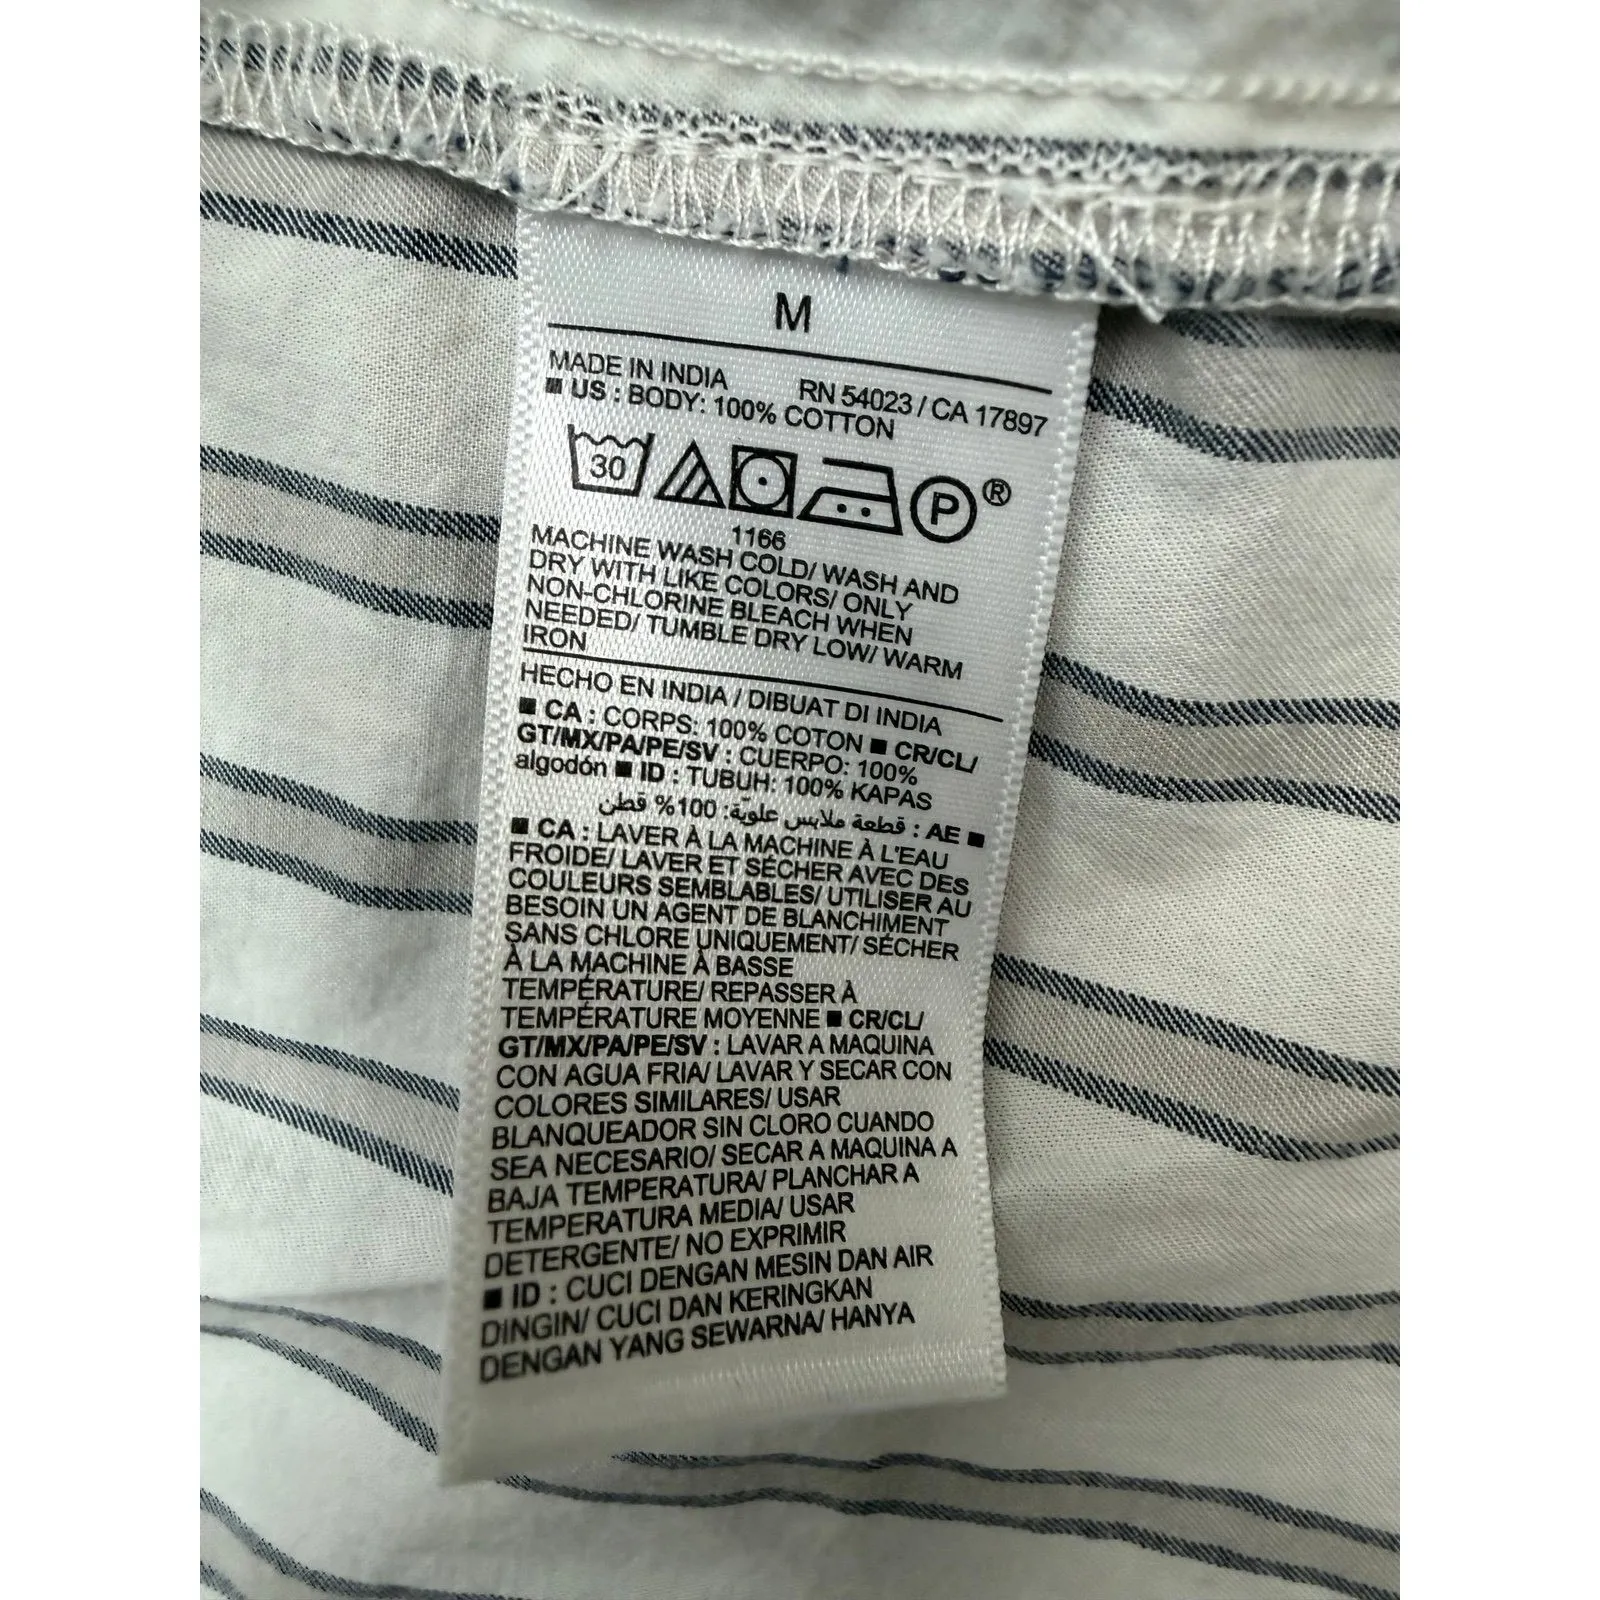 M
MADE IN INDIA RN 54023 / CA 17897
■ US : BODY: 100% COTTON
30 P ®
1166
MACHINE WASH COLD/ WASH AND
DRY WITH LIKE COLORS/ ONLY
NON-CHLORINE BLEACH WHEN
NEEDED/ TUMBLE DRY LOW/ WARM
IRON
HECHO EN INDIA / DIBUAT DI INDIA
■ CA : CORPS: 100% COTON ■ CR/CL/
GT/MX/PA/PE/SV : CUERPO: 100%
algodón ■ ID : TUBUH: 100% KAPAS
■ AE : قطعة ملابس علويّة: 100% قطن
■ CA : LAVER À LA MACHINE À L'EAU
FROIDE/ LAVER ET SÉCHER AVEC DES
COULEURS SEMBLABLES/ UTILISER AU
BESOIN UN AGENT DE BLANCHIMENT
SANS CHLORE UNIQUEMENT/ SÉCHER
À LA MACHINE À BASSE
TEMPÉRATURE/ REPASSER À
TEMPÉRATURE MOYENNE ■ CR/CL/
GT/MX/PA/PE/SV : LAVAR A MAQUINA
CON AGUA FRIA/ LAVAR Y SECAR CON
COLORES SIMILARES/ USAR
BLANQUEADOR SIN CLORO CUANDO
SEA NECESARIO/ SECAR A MAQUINA A
BAJA TEMPERATURA/ PLANCHAR A
TEMPERATURA MEDIA/ USAR
DETERGENTE/ NO EXPRIMIR
■ ID : CUCI DENGAN MESIN DAN AIR
DINGIN/ CUCI DAN KERINGKAN
DENGAN YANG SEWARNA/ HANYA